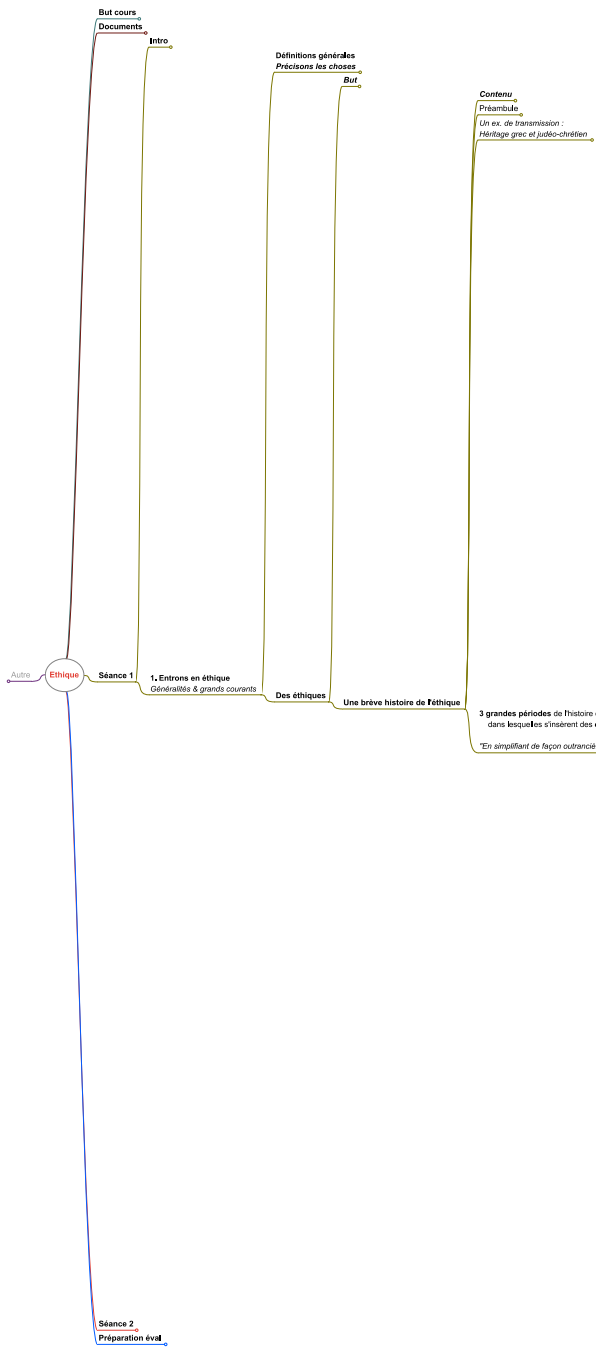 But cours
Documents
Intro
Définitions générales
Précisons les choses
But
Contenu
Préambule
Un ex. de transmission :
Héritage grec et judéo-chrétien
Autre
Ethique
Séance 1
1. Entrons en éthique
Généralités & grands courants
Des éthiques
Une brève histoire de l'éthique
3 grandes périodes de l'histoire
dans lesquelles s'insèrent des
"En simplifiant de façon outranciè
Séance 2
Préparation éval